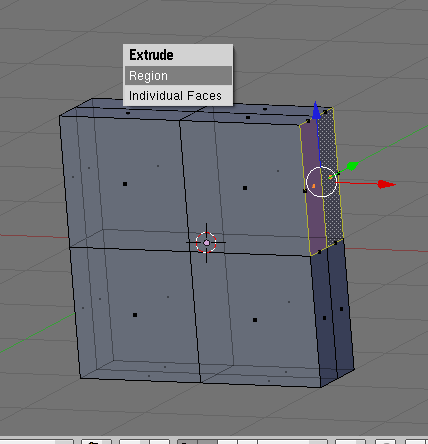 Extrude
Region
Individual Faces